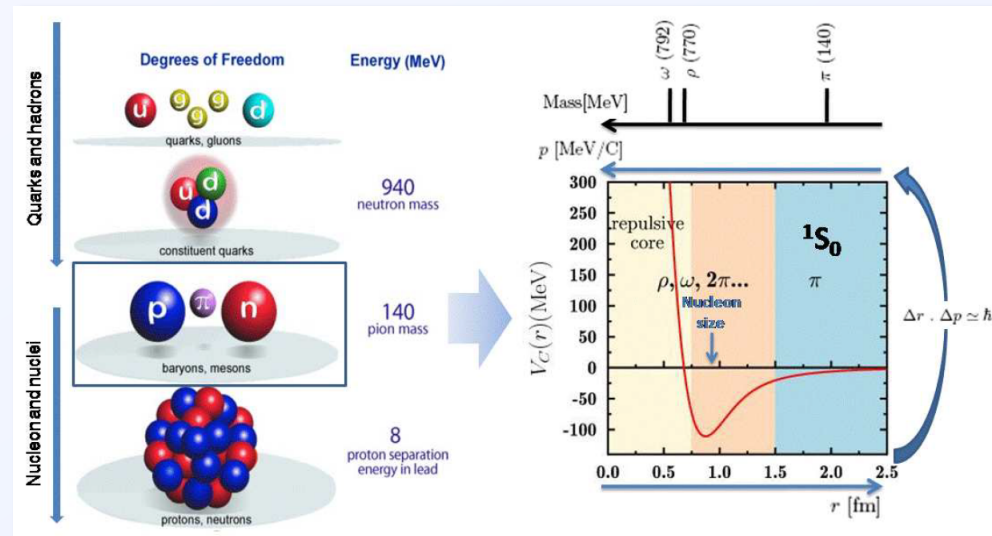 Quarks and hadrons
Nucleon and nuclei
Degrees of Freedom
Energy (MeV)
u g g g d
quarks, gluons
u d d
constituent quarks
940
neutron mass
p π n
baryons, mesons
140
pion mass
protons, neutrons
8
proton separation
energy in lead
ω (792)
ρ (770)
π (140)
Mass[MeV]
p [MeV/C]
V_C(r)(MeV)
300
250
200
150
100
50
0
-50
-100
repulsive
core
¹S₀
ρ, ω, 2π...
π
Nucleon
size
0.0 0.5 1.0 1.5 2.0 2.5
r [fm]
Δr . Δp ≃ ħ